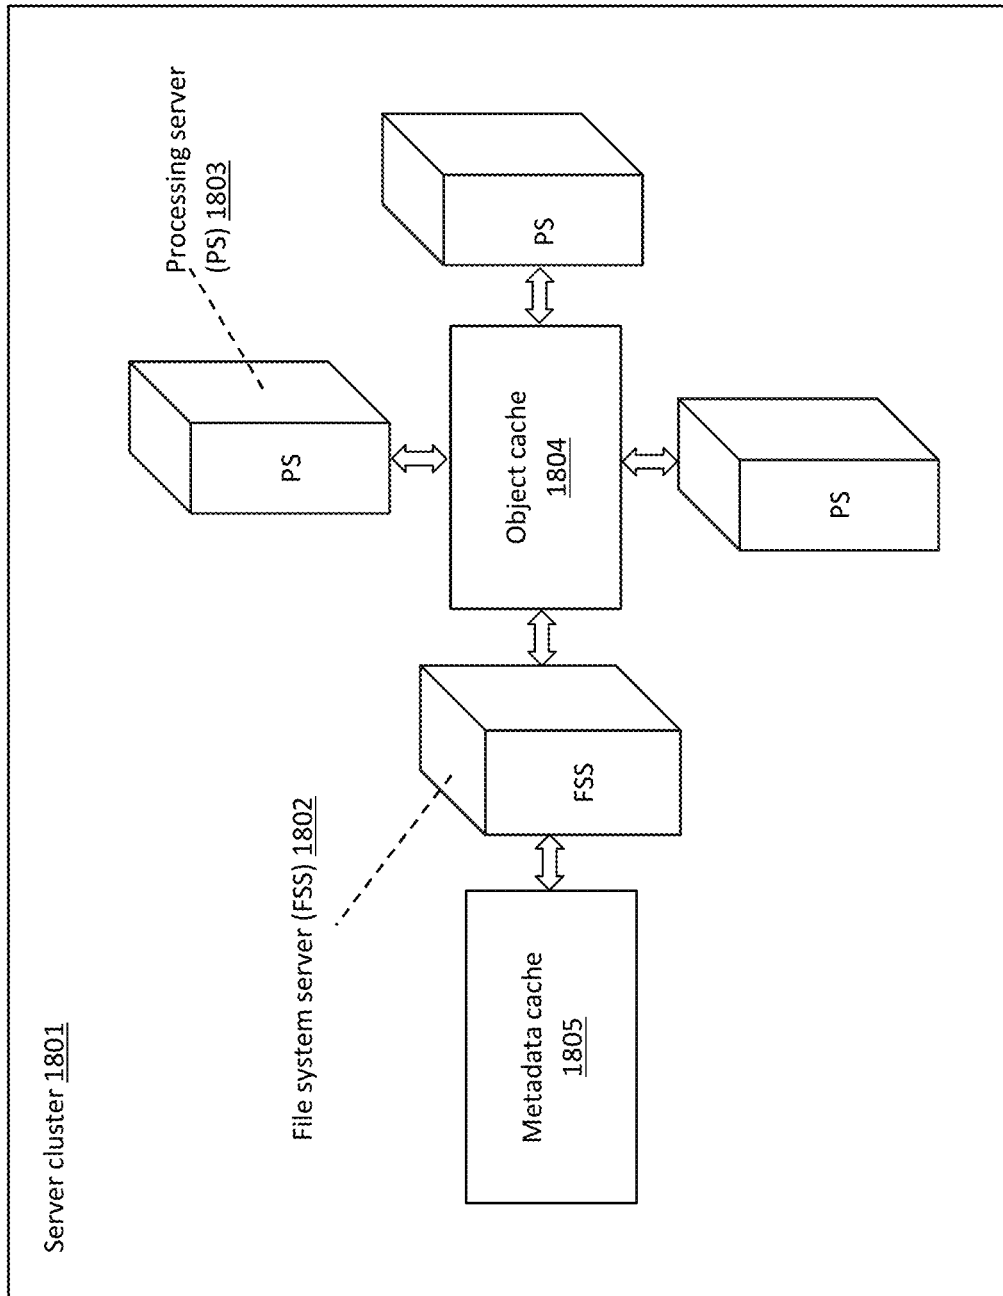 Server cluster 1801
File system server (FSS) 1802
Processing server
(PS) 1803
Metadata cache
1805
FSS
Object cache
1804
PS
PS
PS